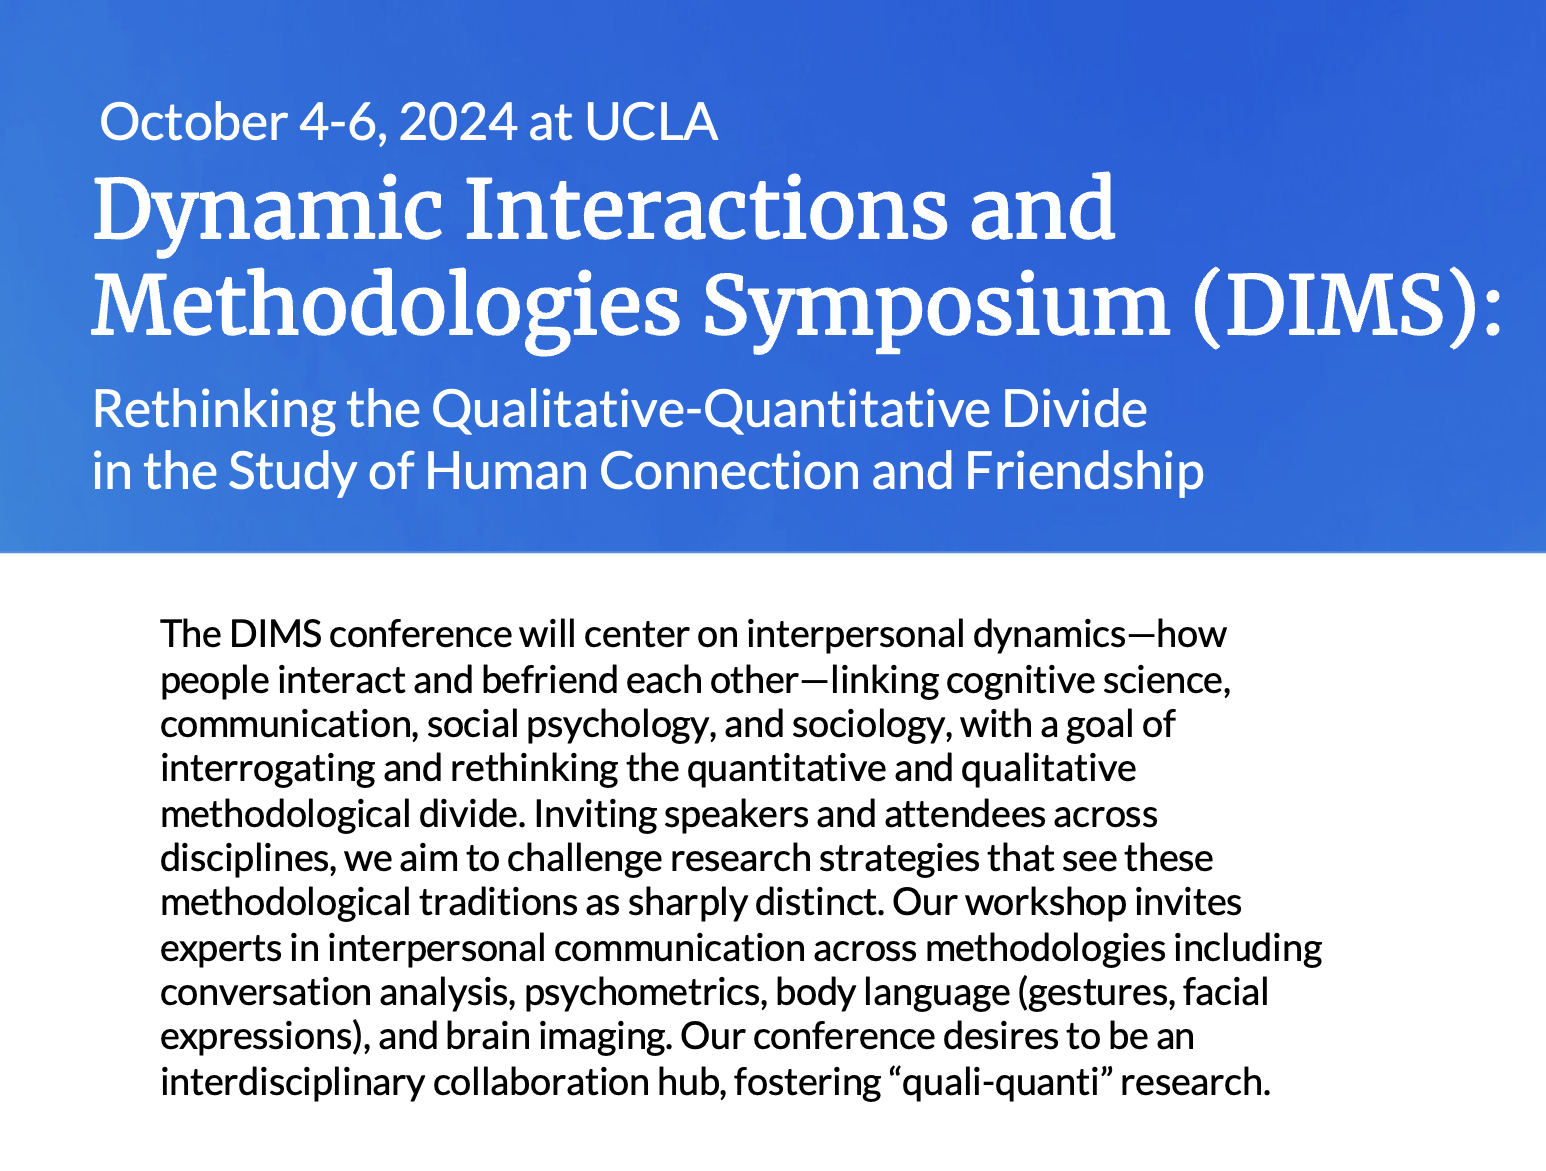 October 4-6, 2024 at UCLA
Dynamic Interactions and
Methodologies Symposium (DIMS):
Rethinking the Qualitative-Quantitative Divide
in the Study of Human Connection and Friendship
The DIMS conference will center on interpersonal dynamics—how
people interact and befriend each other—linking cognitive science,
communication, social psychology, and sociology, with a goal of
interrogating and rethinking the quantitative and qualitative
methodological divide. Inviting speakers and attendees across
disciplines, we aim to challenge research strategies that see these
methodological traditions as sharply distinct. Our workshop invites
experts in interpersonal communication across methodologies including
conversation analysis, psychometrics, body language (gestures, facial
expressions), and brain imaging. Our conference desires to be an
interdisciplinary collaboration hub, fostering “quali-quanti” research.